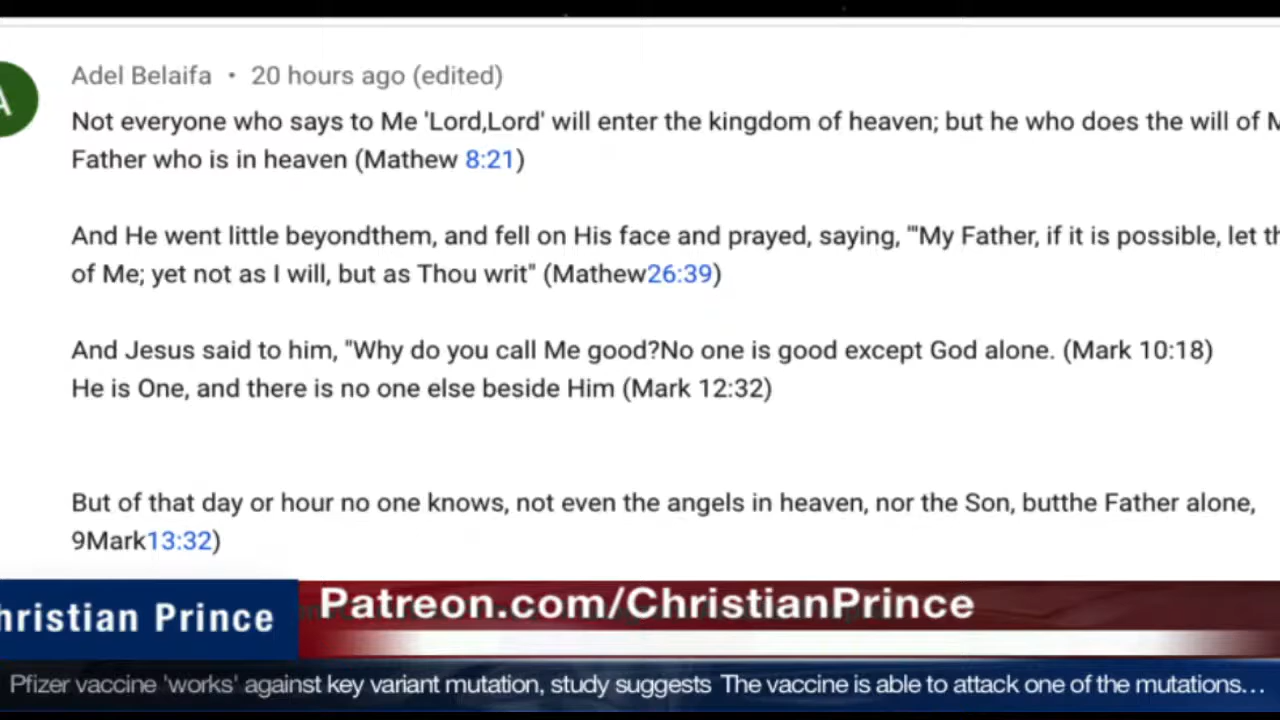 A
Adel Belaifa • 20 hours ago (edited)
Not everyone who says to Me 'Lord,Lord' will enter the kingdom of heaven; but he who does the will of M
Father who is in heaven (Mathew 8:21)
And He went little beyondthem, and fell on His face and prayed, saying, "'My Father, if it is possible, let th
of Me; yet not as I will, but as Thou writ" (Mathew26:39)
And Jesus said to him, "Why do you call Me good?No one is good except God alone. (Mark 10:18)
He is One, and there is no one else beside Him (Mark 12:32)
But of that day or hour no one knows, not even the angels in heaven, nor the Son, butthe Father alone,
9Mark13:32)
hristian Prince
Patreon.com/ChristianPrince
Pfizer vaccine 'works' against key variant mutation, study suggests The vaccine is able to attack one of the mutations...